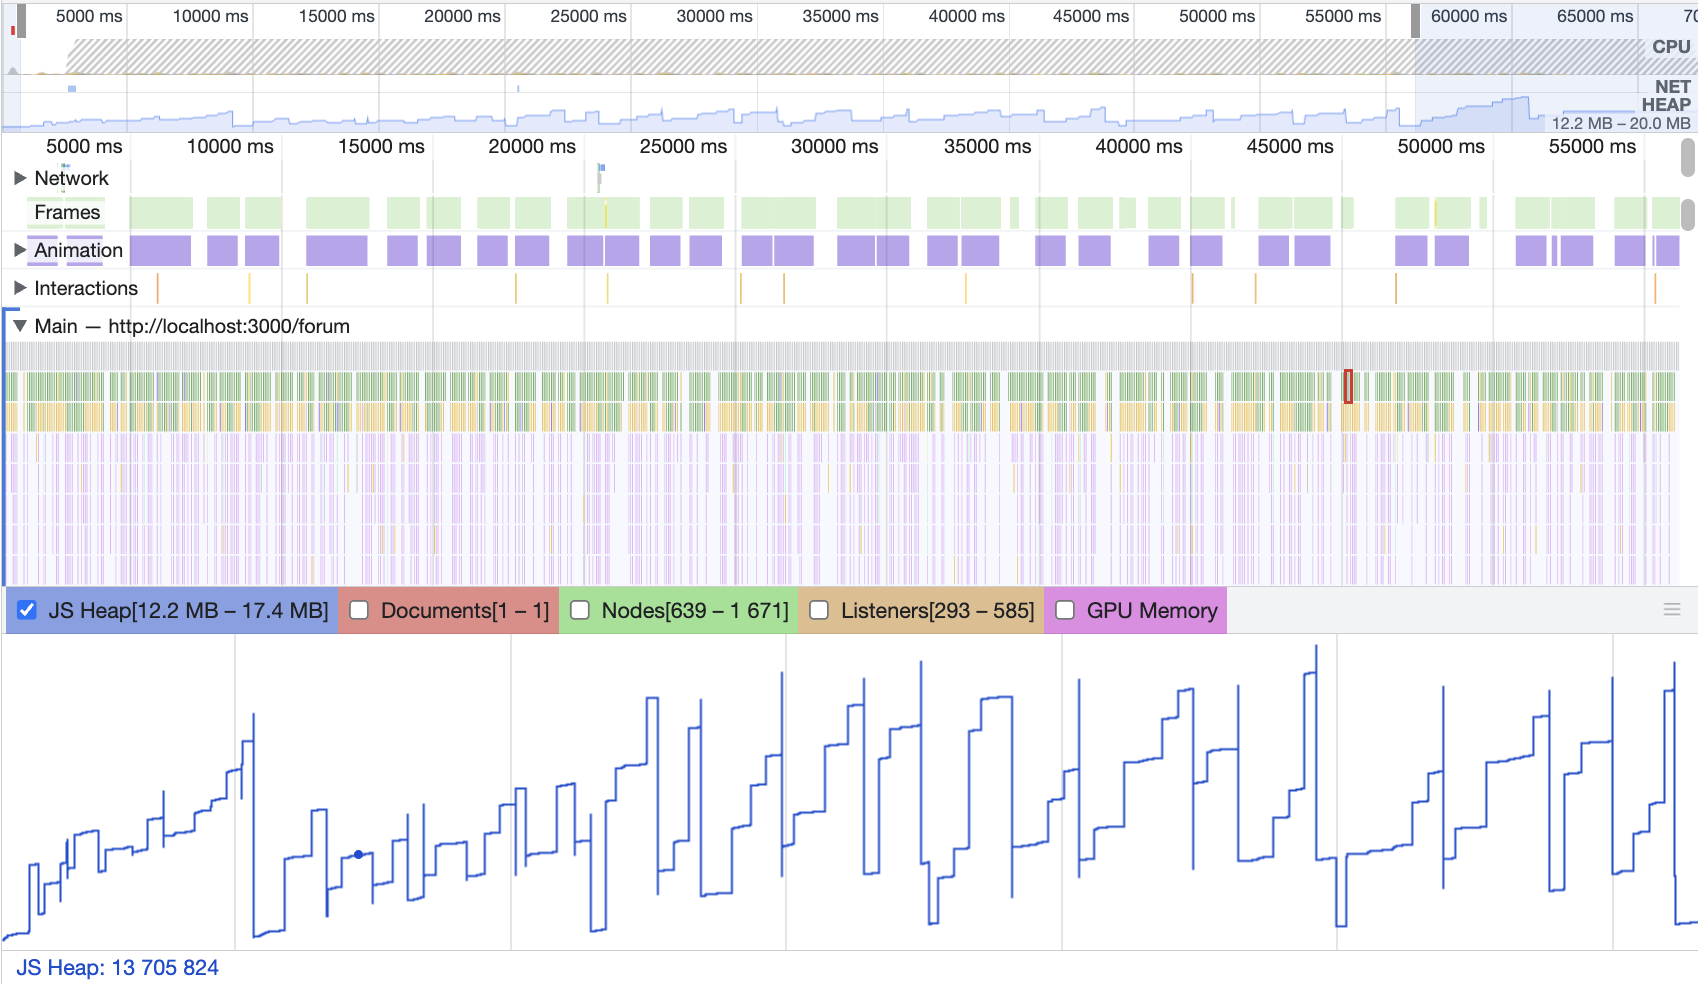 5000 ms 10000 ms 15000 ms 20000 ms 25000 ms 30000 ms 35000 ms 40000 ms 45000 ms 50000 ms 55000 ms 60000 ms 65000 ms 70
CPU
NET
HEAP
12.2 MB – 20.0 MB
5000 ms 10000 ms 15000 ms 20000 ms 25000 ms 30000 ms 35000 ms 40000 ms 45000 ms 50000 ms 55000 ms
Network
Frames
Animation
Interactions
Main — http://localhost:3000/forum
JS Heap[12.2 MB – 17.4 MB] Documents[1 – 1] Nodes[639 – 1 671] Listeners[293 – 585] GPU Memory
JS Heap: 13 705 824